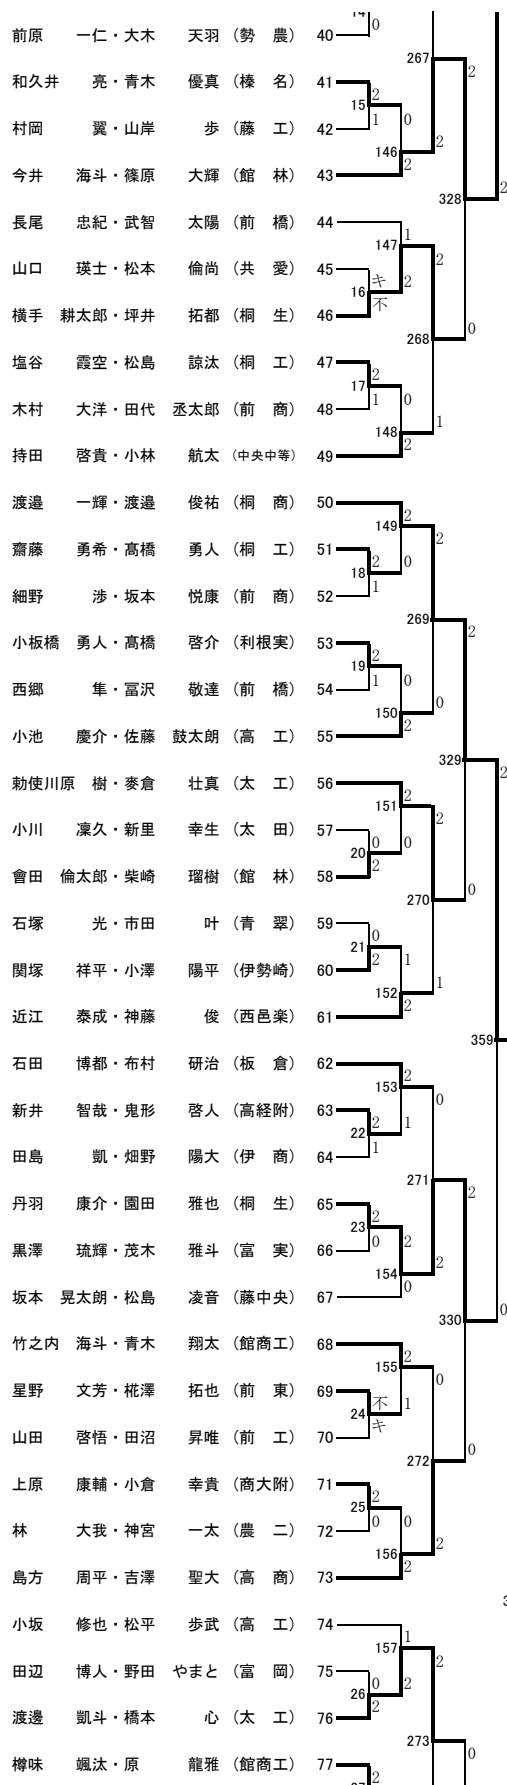 0
前原 一仁・大木 天羽 (勢 農) 40
267 2
和久井 亮・青木 優真 (榛 名) 41
2
15
1 0
村岡 翼・山岸 歩 (藤 工) 42
2
146
2
今井 海斗・篠原 大輝 (館 林) 43
2
328
長尾 忠紀・武智 太陽 (前 橋) 44
1
147
2
山口 瑛士・松本 倫尚 (共 愛) 45
キ 2
16
不
横手 耕太郎・坪井 拓都 (桐 生) 46
0
268
塩谷 霞空・松島 諒汰 (桐 工) 47
2
17
1 0
木村 大洋・田代 丞太郎 (前 商) 48
1
148
2
持田 啓貴・小林 航太 (中央中等) 49
渡邉 一輝・渡邉 俊祐 (桐 商) 50
2
149
2
齋藤 勇希・髙橋 勇人 (桐 工) 51
2 0
18
1
細野 渉・坂本 悦康 (前 商) 52
269
2
小板橋 勇人・髙橋 啓介 (利根実) 53
2
19
1 0
西郷 隼・冨沢 敬達 (前 橋) 54
0
150
2
小池 慶介・佐藤 鼓太朗 (高 工) 55
329
2
勅使川原 樹・麥倉 壮真 (太 工) 56
2
151
2
小川 凜久・新里 幸生 (太 田) 57
0 0
20
2
會田 倫太郎・柴崎 瑠樹 (館 林) 58
0
270
石塚 光・市田 叶 (青 翠) 59
0
21
2 1
関塚 祥平・小澤 陽平 (伊勢崎) 60
1
152
2
近江 泰成・神藤 俊 (西邑楽) 61
359
石田 博都・布村 研治 (板 倉) 62
2
153
0
新井 智哉・鬼形 啓人 (高経附) 63
2 1
22
1
田島 凱・畑野 陽大 (伊 商) 64
271
2
丹羽 康介・園田 雅也 (桐 生) 65
2
23
0 2
黒澤 琉輝・茂木 雅斗 (富 実) 66
2
154
0
坂本 晃太朗・松島 凌音 (藤中央) 67
0
330
竹之内 海斗・青木 翔太 (館商工) 68
2
155
0
星野 文芳・椛澤 拓也 (前 東) 69
不 1
24
キ
山田 啓悟・田沼 昇唯 (前 工) 70
0
272
上原 康輔・小倉 幸貴 (商大附) 71
2
25
0 0
林 大我・神宮 一太 (農 二) 72
2
156
2
島方 周平・吉澤 聖大 (高 商) 73
小坂 修也・松平 歩武 (高 工) 74
1
157
2
田辺 博人・野田 やまと (富 岡) 75
0 2
26
2
渡邊 凱斗・橋本 心 (太 工) 76
273
0
樽味 颯汰・原 龍雅 (館商工) 77
2